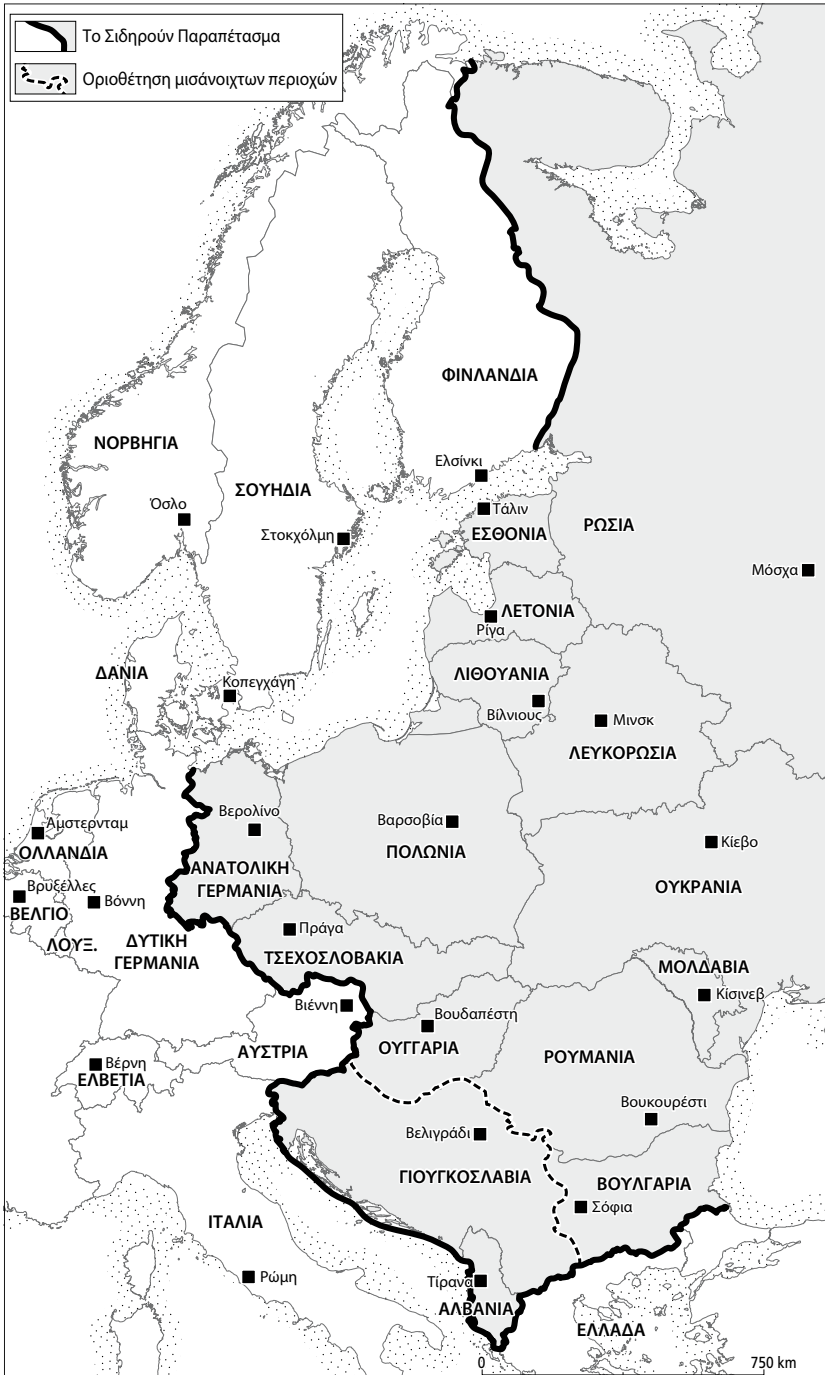 Το Σιδηρούν Παραπέτασμα
Οριοθέτηση μισάνοιχτων περιοχών
ΦΙΝΛΑΝΔΙΑ
ΝΟΡΒΗΓΙΑ
Ελσίνκι
ΣΟΥΗΔΙΑ
Όσλο
Τάλιν
Στοκχόλμη
ΕΣΘΟΝΙΑ
ΡΩΣΙΑ
Μόσχα
ΛΕΤΟΝΙΑ
Ρίγα
ΔΑΝΙΑ
ΛΙΘΟΥΑΝΙΑ
Κοπεγχάγη
Βίλνιους
Μινσκ
ΛΕΥΚΟΡΩΣΙΑ
Βερολίνο
Βαρσοβία
Άμστερνταμ
Κίεβο
ΟΛΛΑΝΔΙΑ
ΠΟΛΩΝΙΑ
ΑΝΑΤΟΛΙΚΗ
ΓΕΡΜΑΝΙΑ
Βρυξέλλες
ΟΥΚΡΑΝΙΑ
Βόννη
ΒΕΛΓΙΟ
Πράγα
ΛΟΥΞ.
ΔΥΤΙΚΗ
ΓΕΡΜΑΝΙΑ
ΤΣΕΧΟΣΛΟΒΑΚΙΑ
ΜΟΛΔΑΒΙΑ
Κίσινεβ
Βιέννη
Βουδαπέστη
ΑΥΣΤΡΙΑ
ΟΥΓΓΑΡΙΑ
ΡΟΥΜΑΝΙΑ
Βέρνη
ΕΛΒΕΤΙΑ
Βουκουρέστι
Βελιγράδι
ΓΙΟΥΓΚΟΣΛΑΒΙΑ
ΒΟΥΛΓΑΡΙΑ
Σόφια
ΙΤΑΛΙΑ
Ρώμη
Τίρανα
ΑΛΒΑΝΙΑ
ΕΛΛΑΔΑ
0 750 km